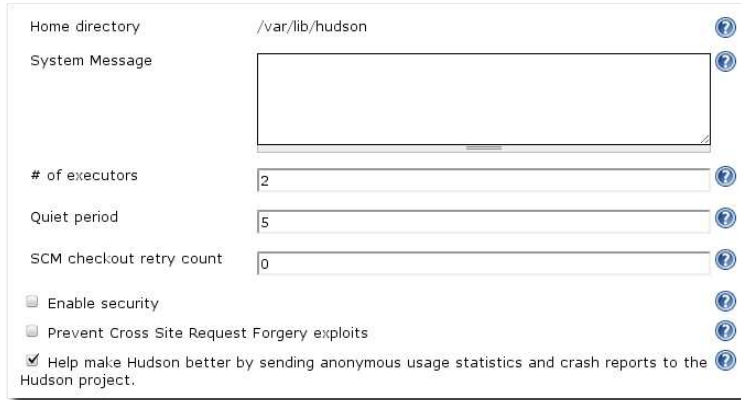 Home directory /var/lib/hudson
System Message
# of executors 2
Quiet period 5
SCM checkout retry count 0
Enable security
Prevent Cross Site Request Forgery exploits
Help make Hudson better by sending anonymous usage statistics and crash reports to the
Hudson project.